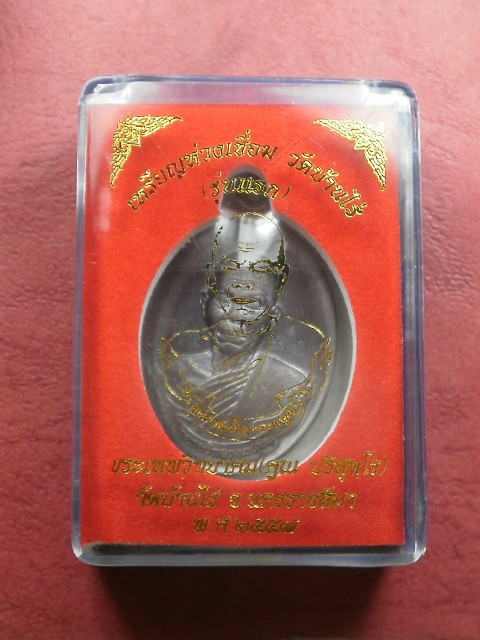 เหรียญห่วงเชื่อม วัดบ้านไร่
(รุ่นแรก)
พระเทพวิทยาคม(คูณ ปริสุทฺโธ)
วัดบ้านไร่ จ.นครราชสีมา
พ.ศ.๒๕๕๗